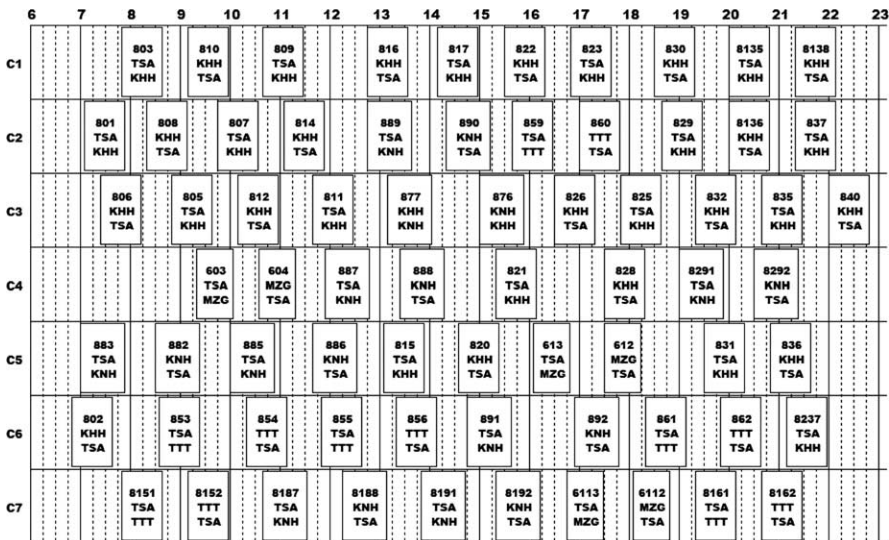 6 7 8 9 10 11 12 13 14 15 16 17 18 19 20 21 22 23
803 810 809 816 817 822 823 830 8135 8138
C1 TSA KHH TSA KHH TSA KHH TSA KHH TSA KHH
KHH TSA KHH TSA KHH TSA KHH TSA KHH TSA
801 808 807 814 889 890 859 860 829 8136 837
C2 TSA KHH TSA KHH TSA KNH TSA TTT TSA KHH TSA
KHH TSA KHH TSA KNH TSA TTT TSA KHH TSA KHH
806 805 812 811 877 876 826 825 832 835 840
C3 KHH TSA KHH TSA KHH KNH KHH TSA KHH TSA KHH
TSA KHH TSA KHH KNH KHH TSA KHH TSA KHH TSA
603 604 887 888 821 828 8291 8292
C4 TSA MZG TSA KNH TSA KHH TSA KNH
MZG TSA KNH TSA KHH TSA KNH TSA
883 882 885 886 815 820 613 612 831 836
C5 TSA KNH TSA KNH TSA KHH TSA MZG TSA KHH
KNH TSA KNH TSA KHH TSA MZG TSA KHH TSA
802 853 854 855 856 891 892 861 862 8237
C6 KHH TSA TTT TSA TTT TSA KNH TSA TTT TSA
TSA TTT TSA TTT TSA KNH TSA TTT TSA KHH
8151 8152 8187 8188 8191 8192 6113 6112 8161 8162
C7 TSA TTT TSA KNH TSA KNH TSA MZG TSA TTT
TTT TSA KNH TSA KNH TSA MZG TSA TTT TSA